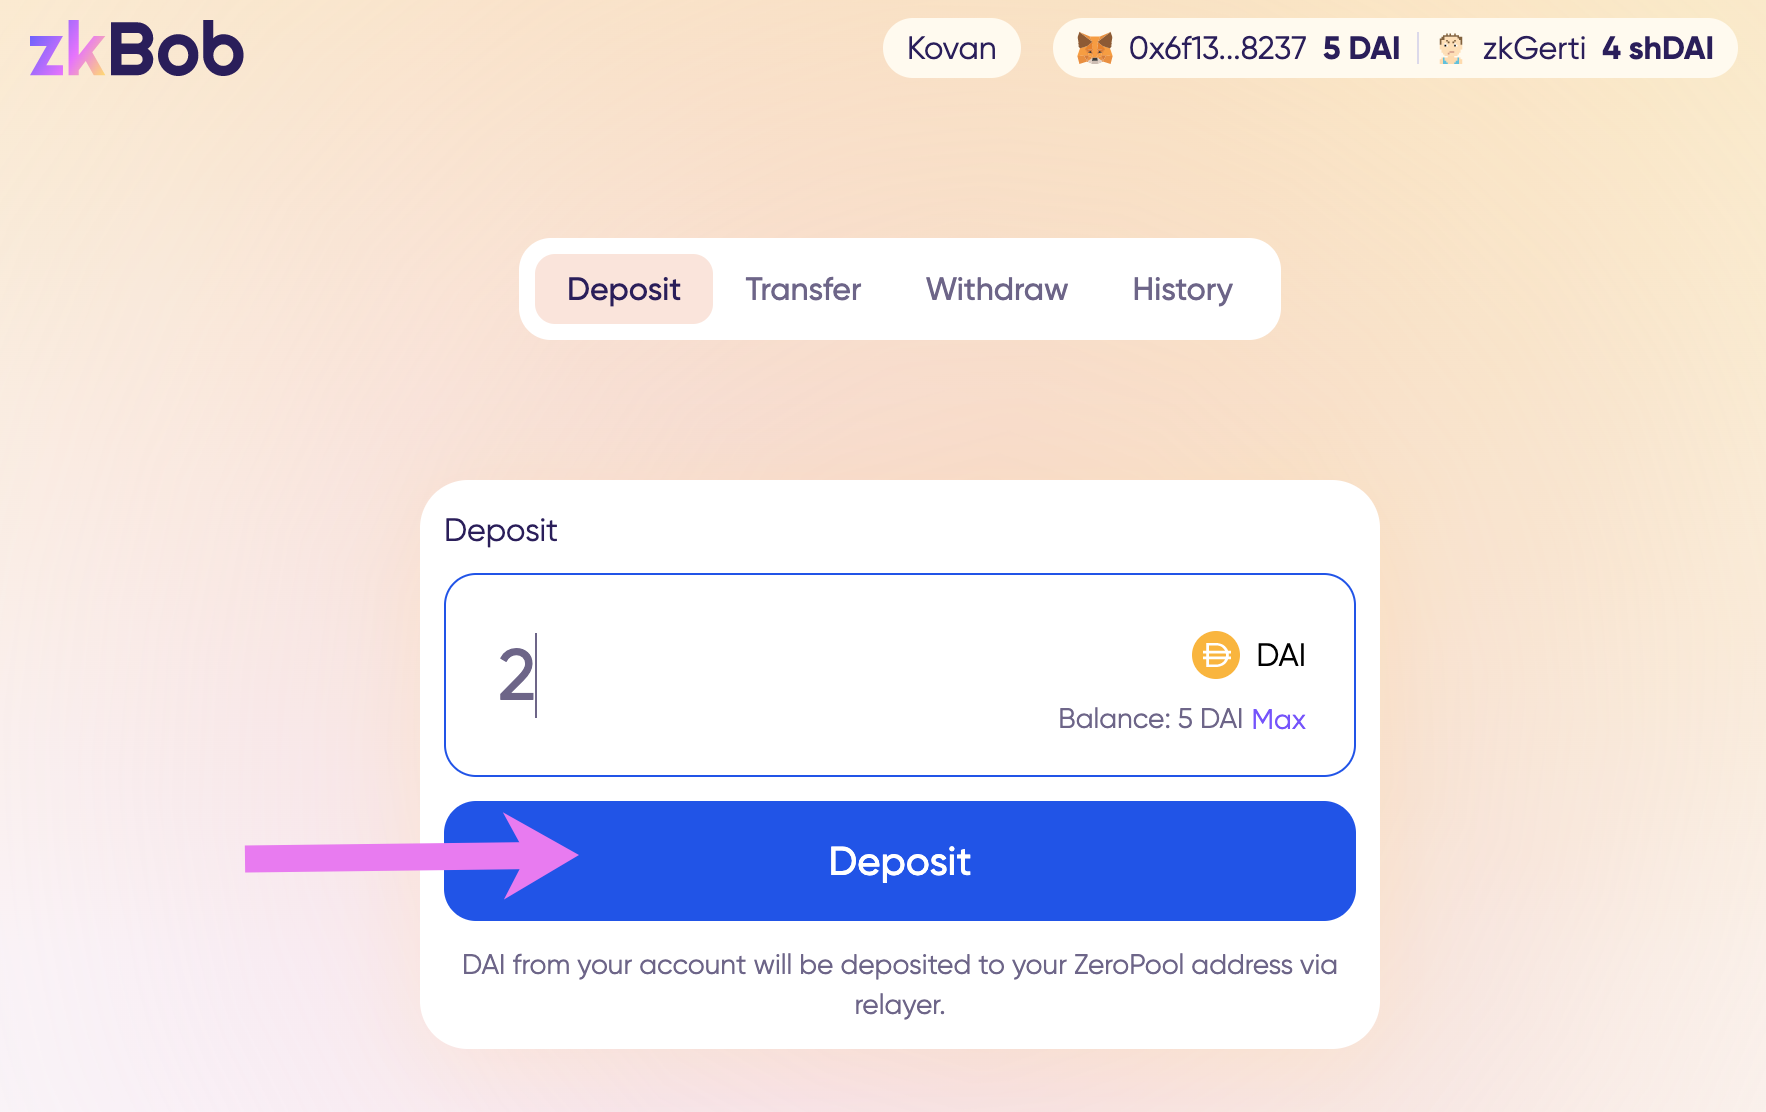 zkBob
Kovan
0x6f13...8237 5 DAI
zkGerti 4 shDAI
Deposit Transfer Withdraw History
Deposit
2
DAI
Balance: 5 DAI Max
Deposit
DAI from your account will be deposited to your ZeroPool address via
relayer.